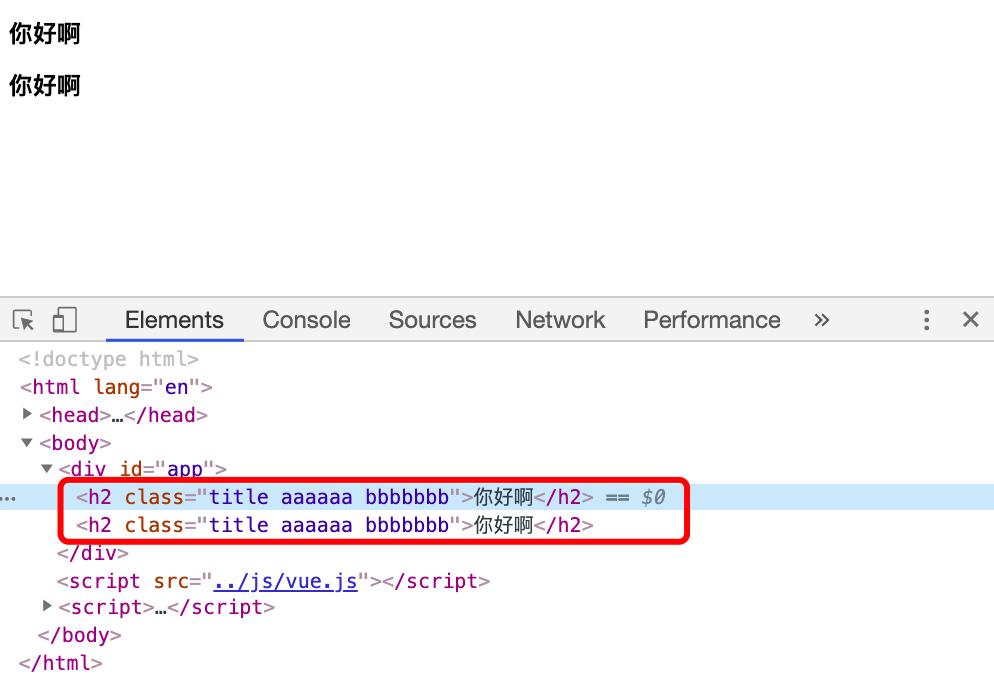 你好啊
你好啊
Elements Console Sources Network Performance »
<!doctype html>
<html lang="en">
<head>…</head>
<body>
<div id="app">
<h2 class="title aaaaaa bbbbbbb">你好啊</h2> == $0
<h2 class="title aaaaaa bbbbbbb">你好啊</h2>
</div>
<script src="../js/vue.js"></script>
<script>…</script>
</body>
</html>